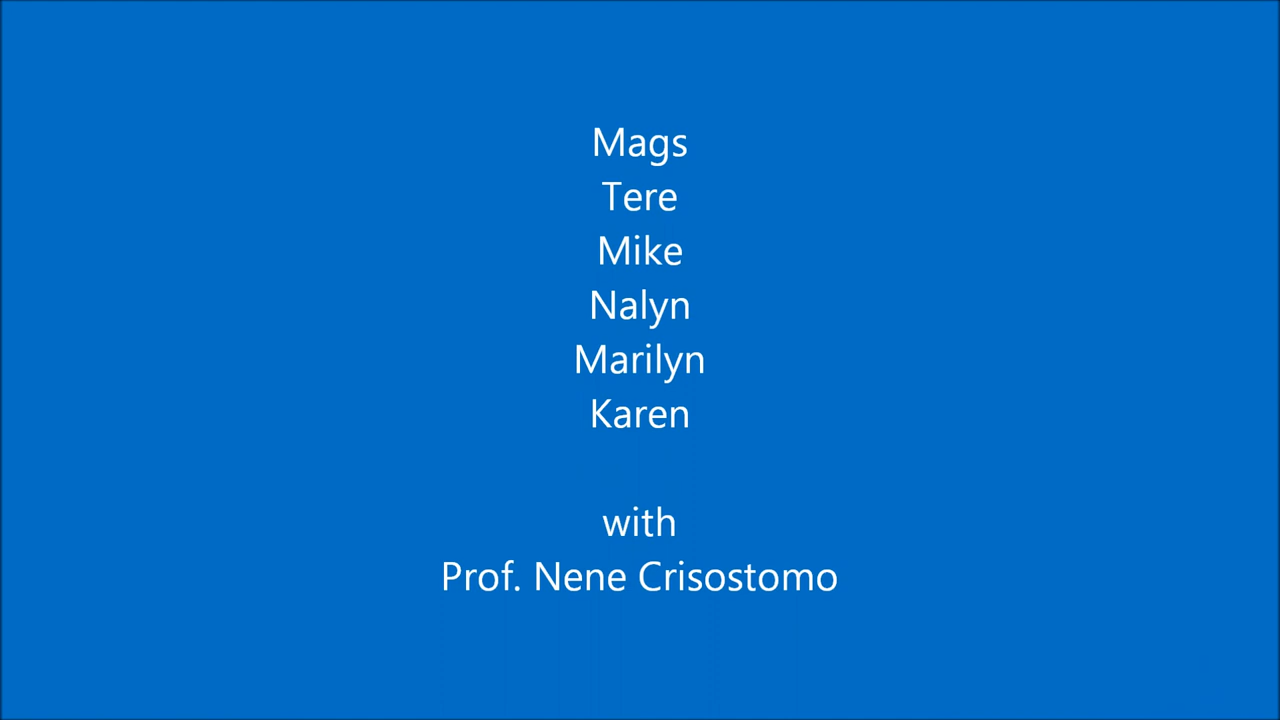 Mags
Tere
Mike
Nalyn
Marilyn
Karen
with
Prof. Nene Crisostomo